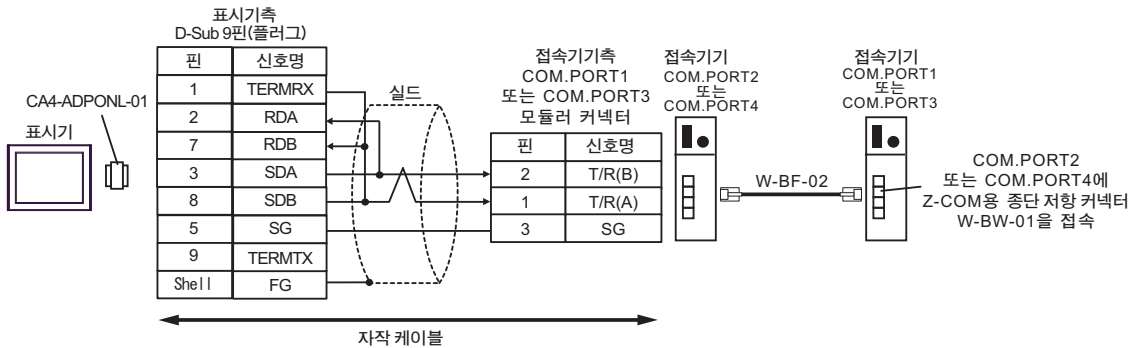 표시기측
D-Sub 9핀(플러그)
핀 신호명
1 TERMRX
2 RDA
7 RDB
3 SDA
8 SDB
5 SG
9 TERMTX
Shell FG
CA4-ADPONL-01
표시기
실드
접속기기측
COM.PORT1
또는 COM.PORT3
모듈러 커넥터
핀 신호명
2 T/R(B)
1 T/R(A)
3 SG
접속기기
COM.PORT2
또는
COM.PORT4
W-BF-02
접속기기
COM.PORT1
또는
COM.PORT3
COM.PORT2
또는 COM.PORT4에
Z-COM용 종단 저항 커넥터
W-BW-01을 접속
자작 케이블